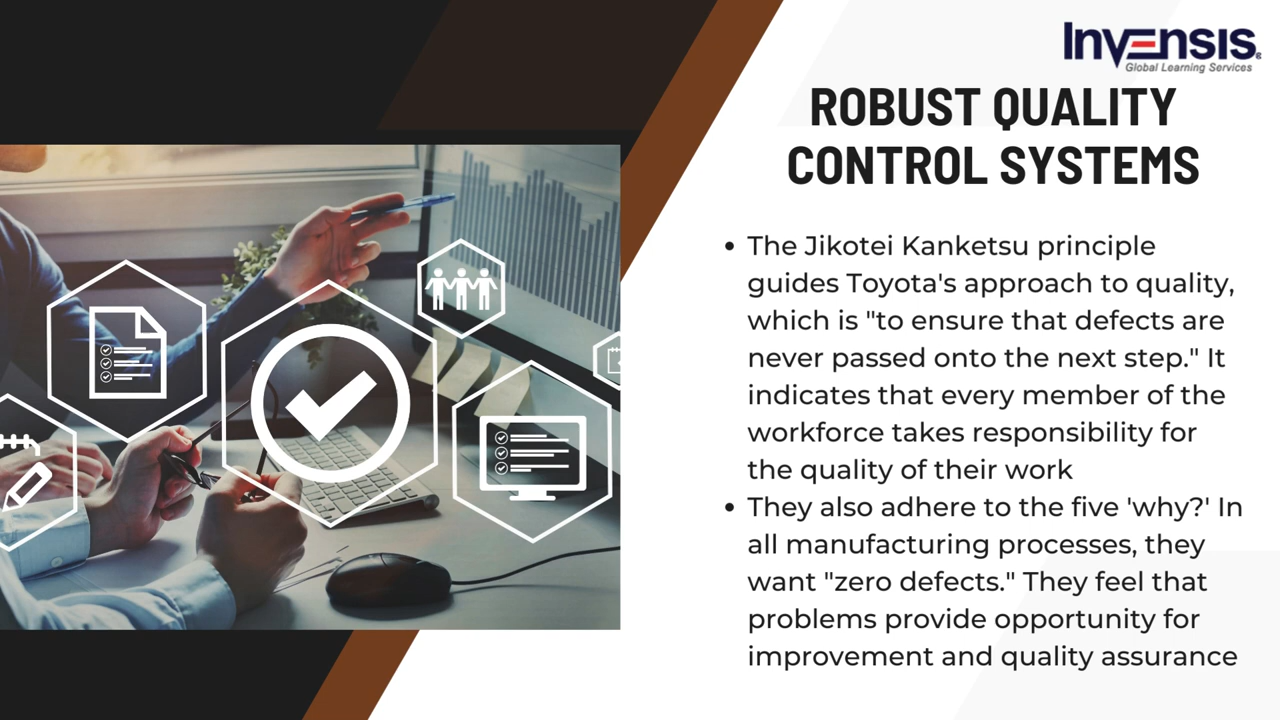 Invensis
Global Learning Services
ROBUST QUALITY
CONTROL SYSTEMS
• The Jikotei Kanketsu principle
guides Toyota's approach to quality,
which is "to ensure that defects are
never passed onto the next step." It
indicates that every member of the
workforce takes responsibility for
the quality of their work
• They also adhere to the five 'why?' In
all manufacturing processes, they
want "zero defects." They feel that
problems provide opportunity for
improvement and quality assurance